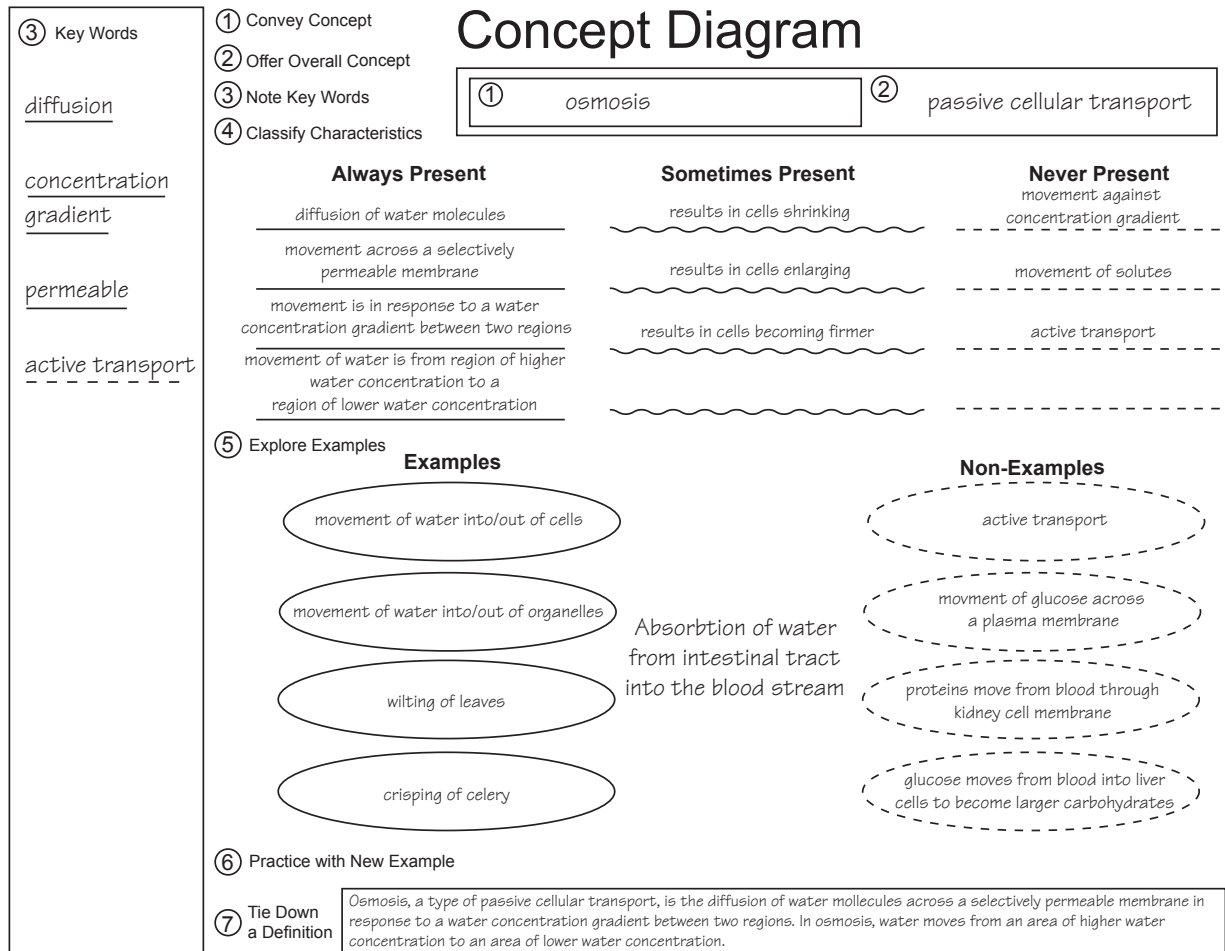 ③ Key Words
diffusion
concentration
gradient
permeable
active transport
① Convey Concept
② Offer Overall Concept
③ Note Key Words
④ Classify Characteristics
Concept Diagram
① osmosis
② passive cellular transport
Always Present
diffusion of water molecules
movement across a selectively
permeable membrane
movement is in response to a water
concentration gradient between two regions
movement of water is from region of higher
water concentration to a
region of lower water concentration
Sometimes Present
results in cells shrinking
results in cells enlarging
results in cells becoming firmer
Never Present
movement against
concentration gradient
movement of solutes
active transport
⑤ Explore Examples
Examples
movement of water into/out of cells
movement of water into/out of organelles
wilting of leaves
crisping of celery
Absorbtion of water
from intestinal tract
into the blood stream
Non-Examples
active transport
movment of glucose across
a plasma membrane
proteins move from blood through
kidney cell membrane
glucose moves from blood into liver
cells to become larger carbohydrates
⑥ Practice with New Example
⑦ Tie Down
a Definition
Osmosis, a type of passive cellular transport, is the diffusion of water mollecules across a selectively permeable membrane in
response to a water concentration gradient between two regions. In osmosis, water moves from an area of higher water
concentration to an area of lower water concentration.